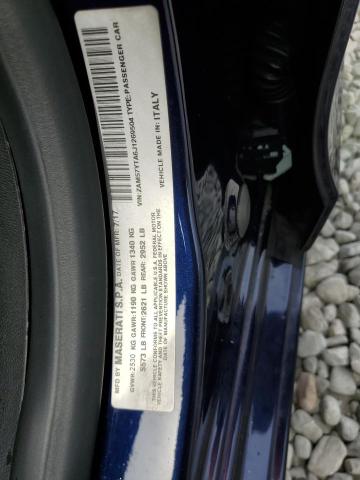 MFD BY MASERATI S.P.A. DATE OF MFR 7/17
GVWR: 2530 KG GAWR:1190 KG GAWR 1340 KG
5573 LB FRONT:2621 LB REAR: 2952 LB
THIS VEHICLE CONFORMS TO ALL APPLICABLE U.S. FEDERAL MOTOR
VEHICLE SAFETY, BUMPER AND THEFT PREVENTION STANDARDS IN EFFECT ON THE
DATE OF MANUFACTURE SHOWN ABOVE.
VIN: ZAM57YTA6J1269504 TYPE:PASSENGER CAR
VEHICLE MADE IN: ITALY